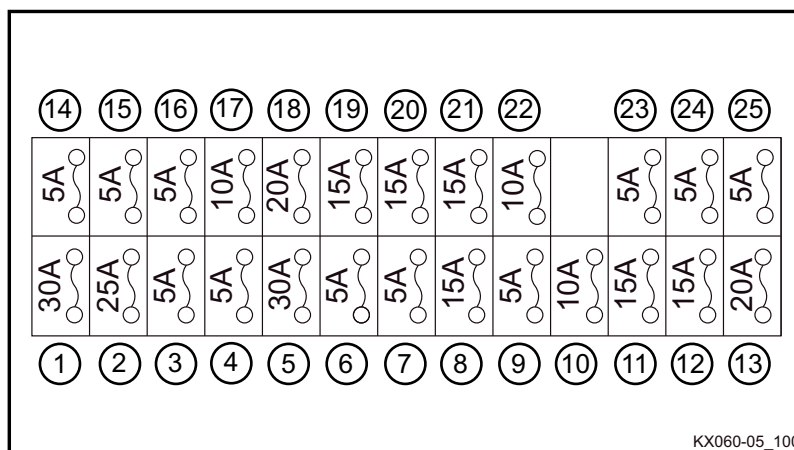 14 15 16 17 18 19 20 21 22 23 24 25
5A 5A 5A 10A 20A 15A 15A 15A 10A 5A 5A 5A
30A 25A 5A 5A 30A 5A 5A 15A 5A 10A 15A 15A 20A
1 2 3 4 5 6 7 8 9 10 11 12 13
KX060-05_100